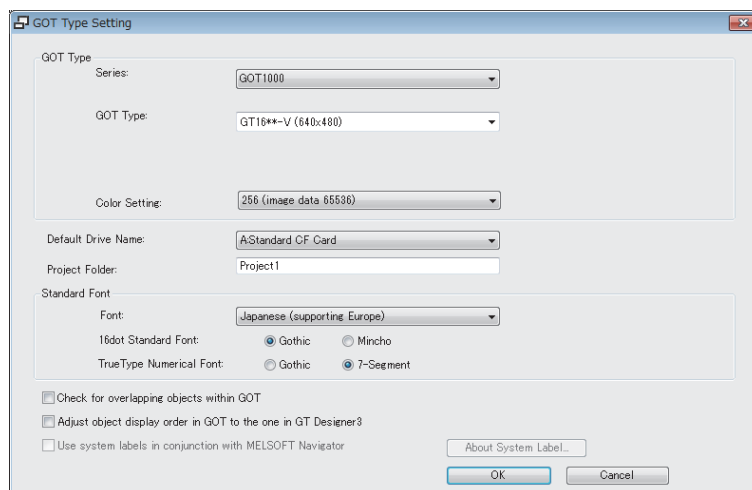 GOT Type Setting
GOT Type
Series: GOT1000
GOT Type: GT16**-V (640x480)
Color Setting: 256 (image data 65536)
Default Drive Name: A:Standard CF Card
Project Folder: Project1
Standard Font
Font: Japanese (supporting Europe)
16dot Standard Font: Gothic Mincho
TrueType Numerical Font: Gothic 7-Segment
Check for overlapping objects within GOT
Adjust object display order in GOT to the one in GT Designer3
Use system labels in conjunction with MELSOFT Navigator About System Label...
OK Cancel